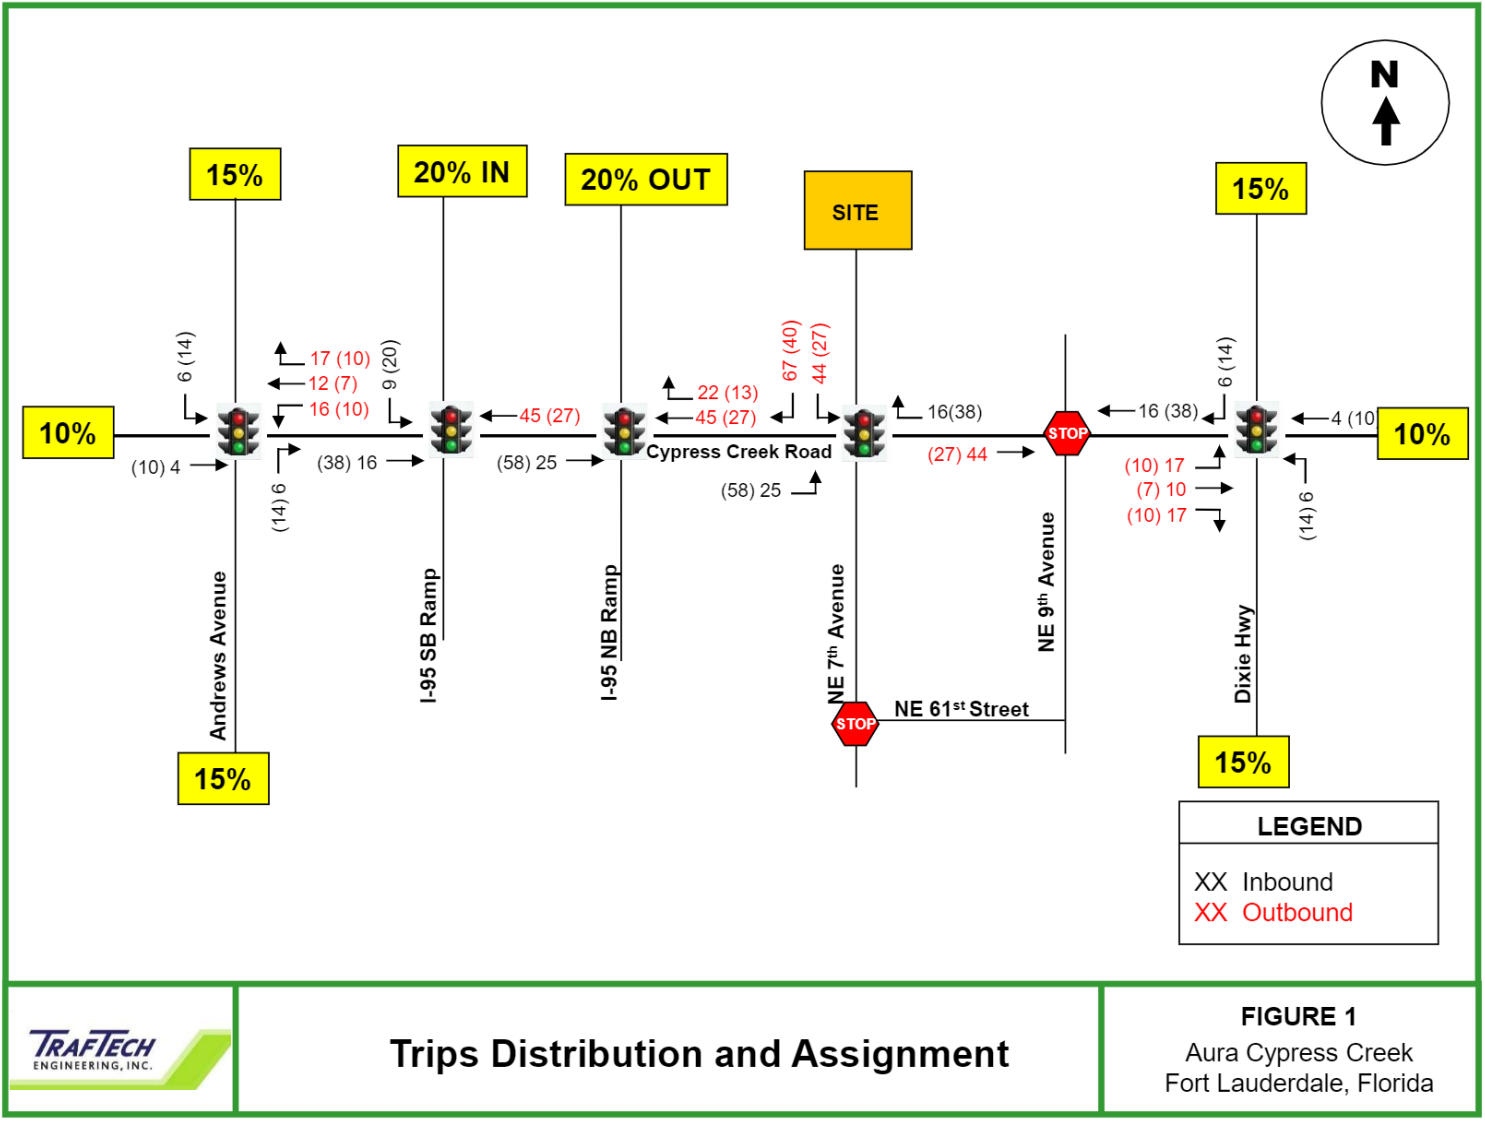 N
15%
20% IN
20% OUT
SITE
15%
6 (14)
17 (10)
12 (7)
16 (10)
9 (20)
45 (27)
22 (13)
45 (27)
67 (40)
44 (27)
16(38)
16 (38)
6 (14)
4 (10)
10%
STOP
10%
Cypress Creek Road
(10) 4
(14) 6
(38) 16
(58) 25
(58) 25
(27) 44
(10) 17
(7) 10
(10) 17
(14) 6
Andrews Avenue
I-95 SB Ramp
I-95 NB Ramp
NE 7th Avenue
NE 9th Avenue
Dixie Hwy
STOP
NE 61st Street
15%
15%
LEGEND
XX Inbound
XX Outbound
TRAFTECH
ENGINEERING, INC.
Trips Distribution and Assignment
FIGURE 1
Aura Cypress Creek
Fort Lauderdale, Florida